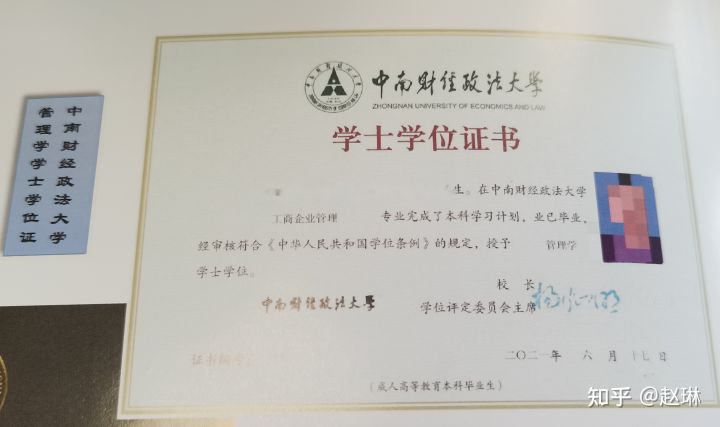 中南财经政法大学
管理学学士学位证
中南财经政法大学
ZHONGNAN UNIVERSITY OF ECONOMICS AND LAW
学士学位证书
生。在中南财经政法大学
工商企业管理 专业完成了本科学习计划，业已毕业，
经审核符合《中华人民共和国学位条例》的规定，授予 管理学
学士学位。
校 长
中南财经政法大学 学位评定委员会主席
证书编号
二〇二一年 六月十七日
（成人高等教育本科毕业生）
知乎 @赵琳